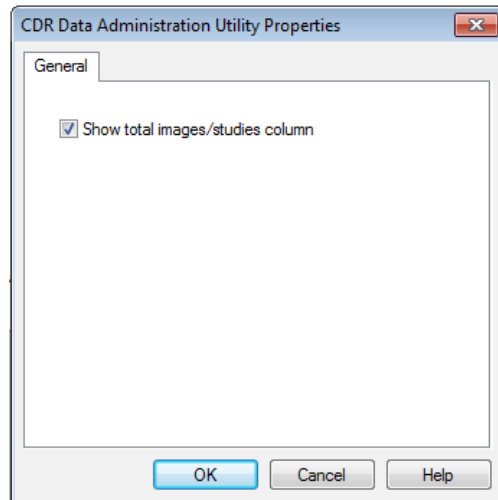 CDR Data Administration Utility Properties
General
Show total images/studies column
OK Cancel Help